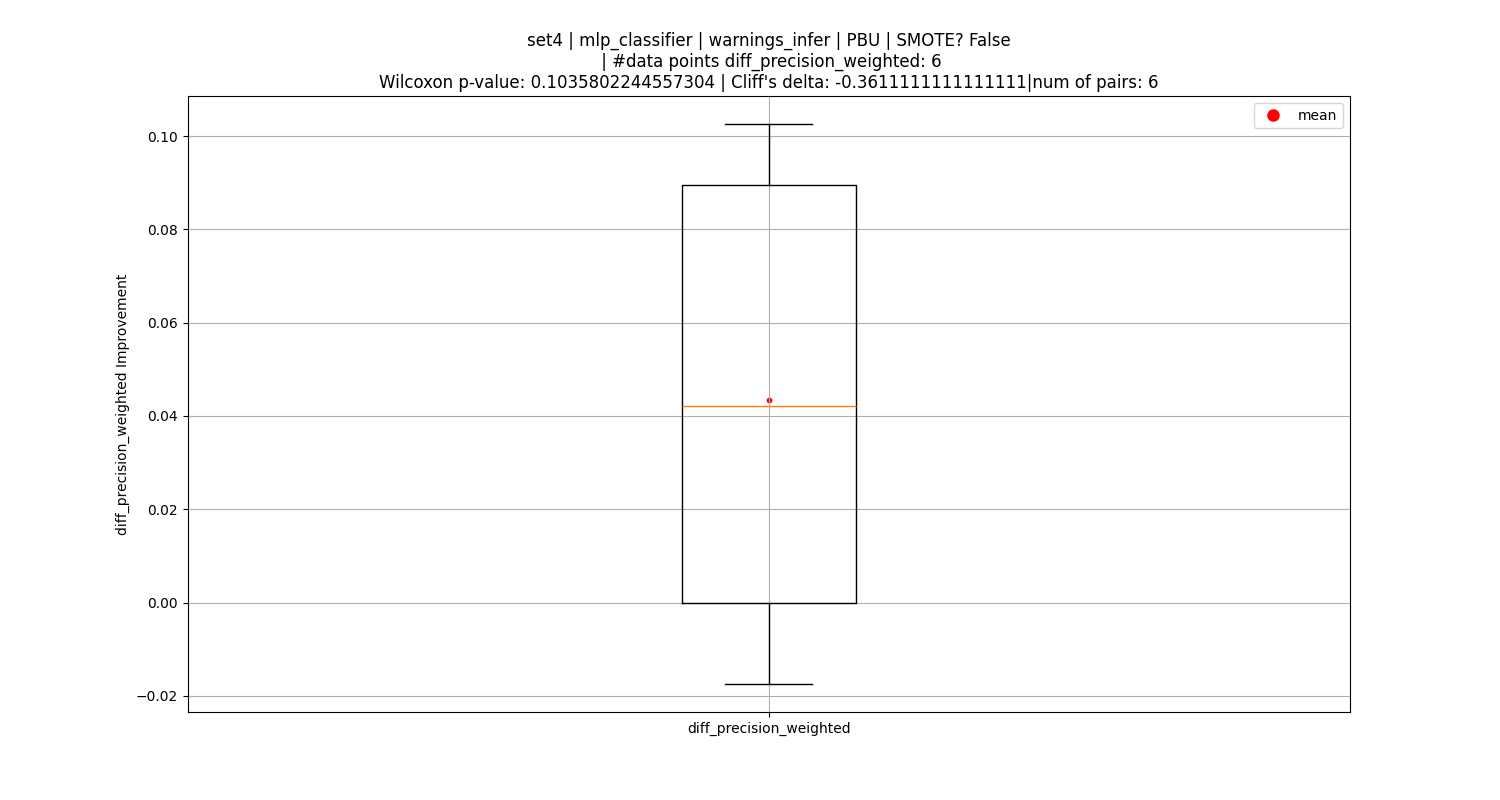 set4 | mlp_classifier | warnings_infer | PBU | SMOTE? False
| #data points diff_precision_weighted: 6
Wilcoxon p-value: 0.1035802244557304 | Cliff's delta: -0.3611111111111111|num of pairs: 6
mean
0.10
0.08
0.06
0.04
0.02
0.00
−0.02
diff_precision_weighted Improvement
diff_precision_weighted